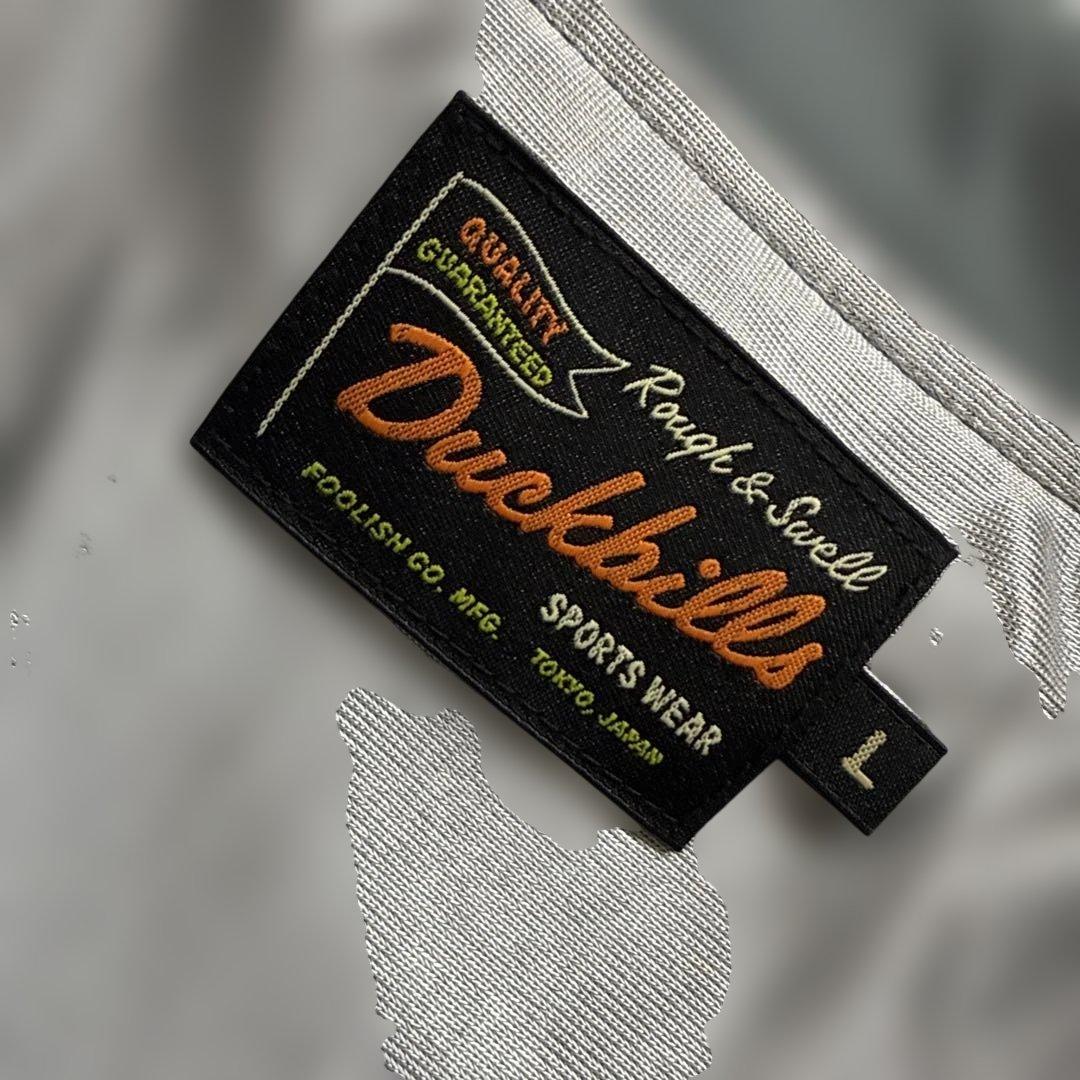 QUALITY
GUARANTEED
Rough & Swell
Duckbills
SPORTS WEAR
FOOLISH CO. MFG.
TOKYO, JAPAN
L